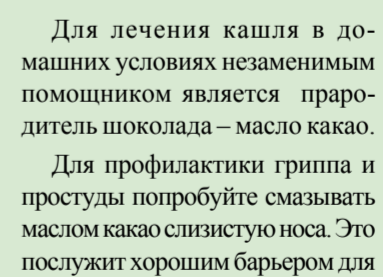 Для лечения кашля в до-
машних условиях незаменимым
помощником является праро-
дитель шоколада – масло какао.
Для профилактики гриппа и
простуды попробуйте смазывать
маслом какао слизистую носа. Это
послужит хорошим барьером для